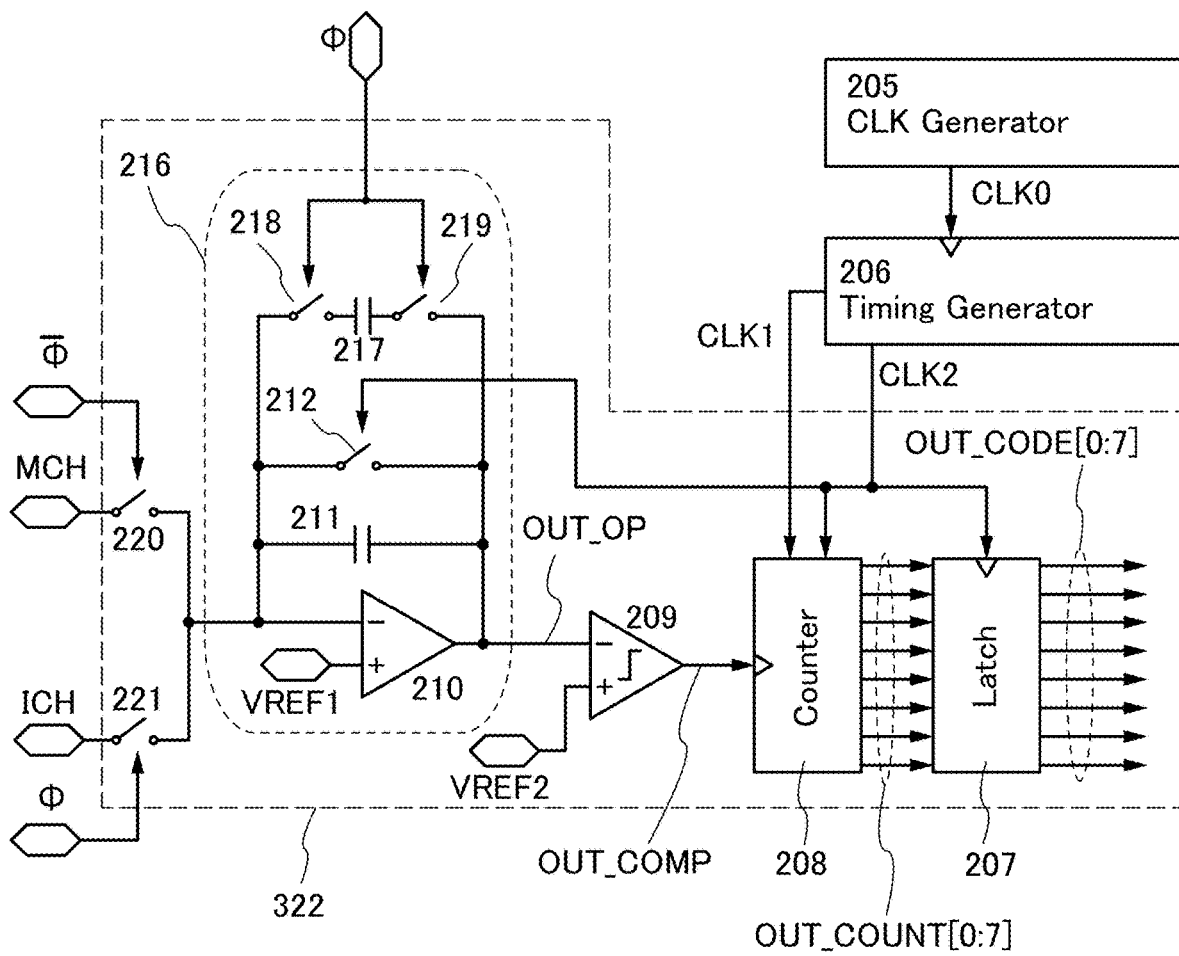 Φ
205
CLK Generator
CLK0
216
218
219
206
Timing Generator
217
CLK1
CLK2
Φ̅
212
OUT_CODE[0:7]
MCH
220
211
OUT_OP
−
+
210
VREF1
209
−
+
Counter
Latch
ICH
221
VREF2
Φ
OUT_COMP
208
207
322
OUT_COUNT[0:7]